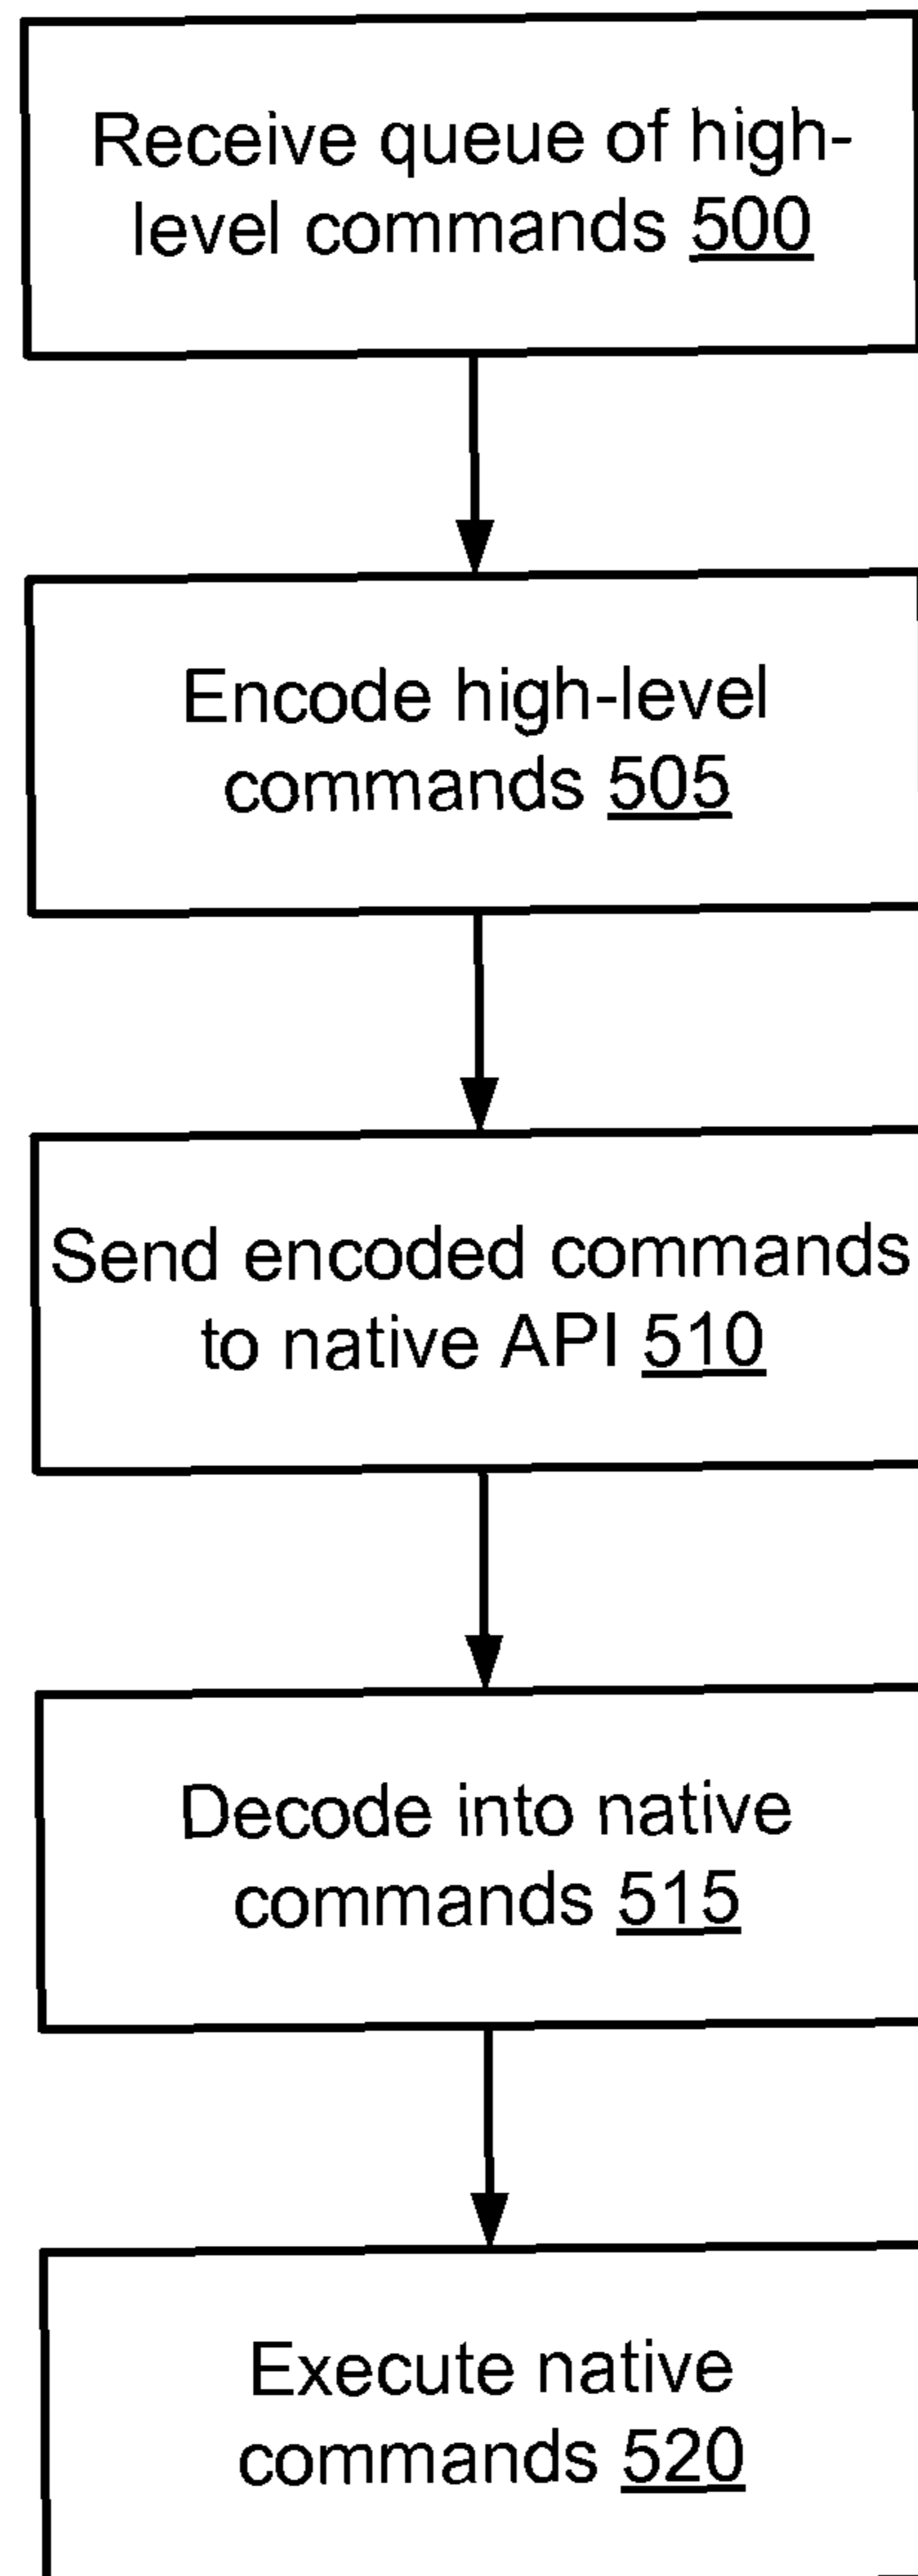 Receive queue of high-
level commands 500
Encode high-level
commands 505
Send encoded commands
to native API 510
Decode into native
commands 515
Execute native
commands 520